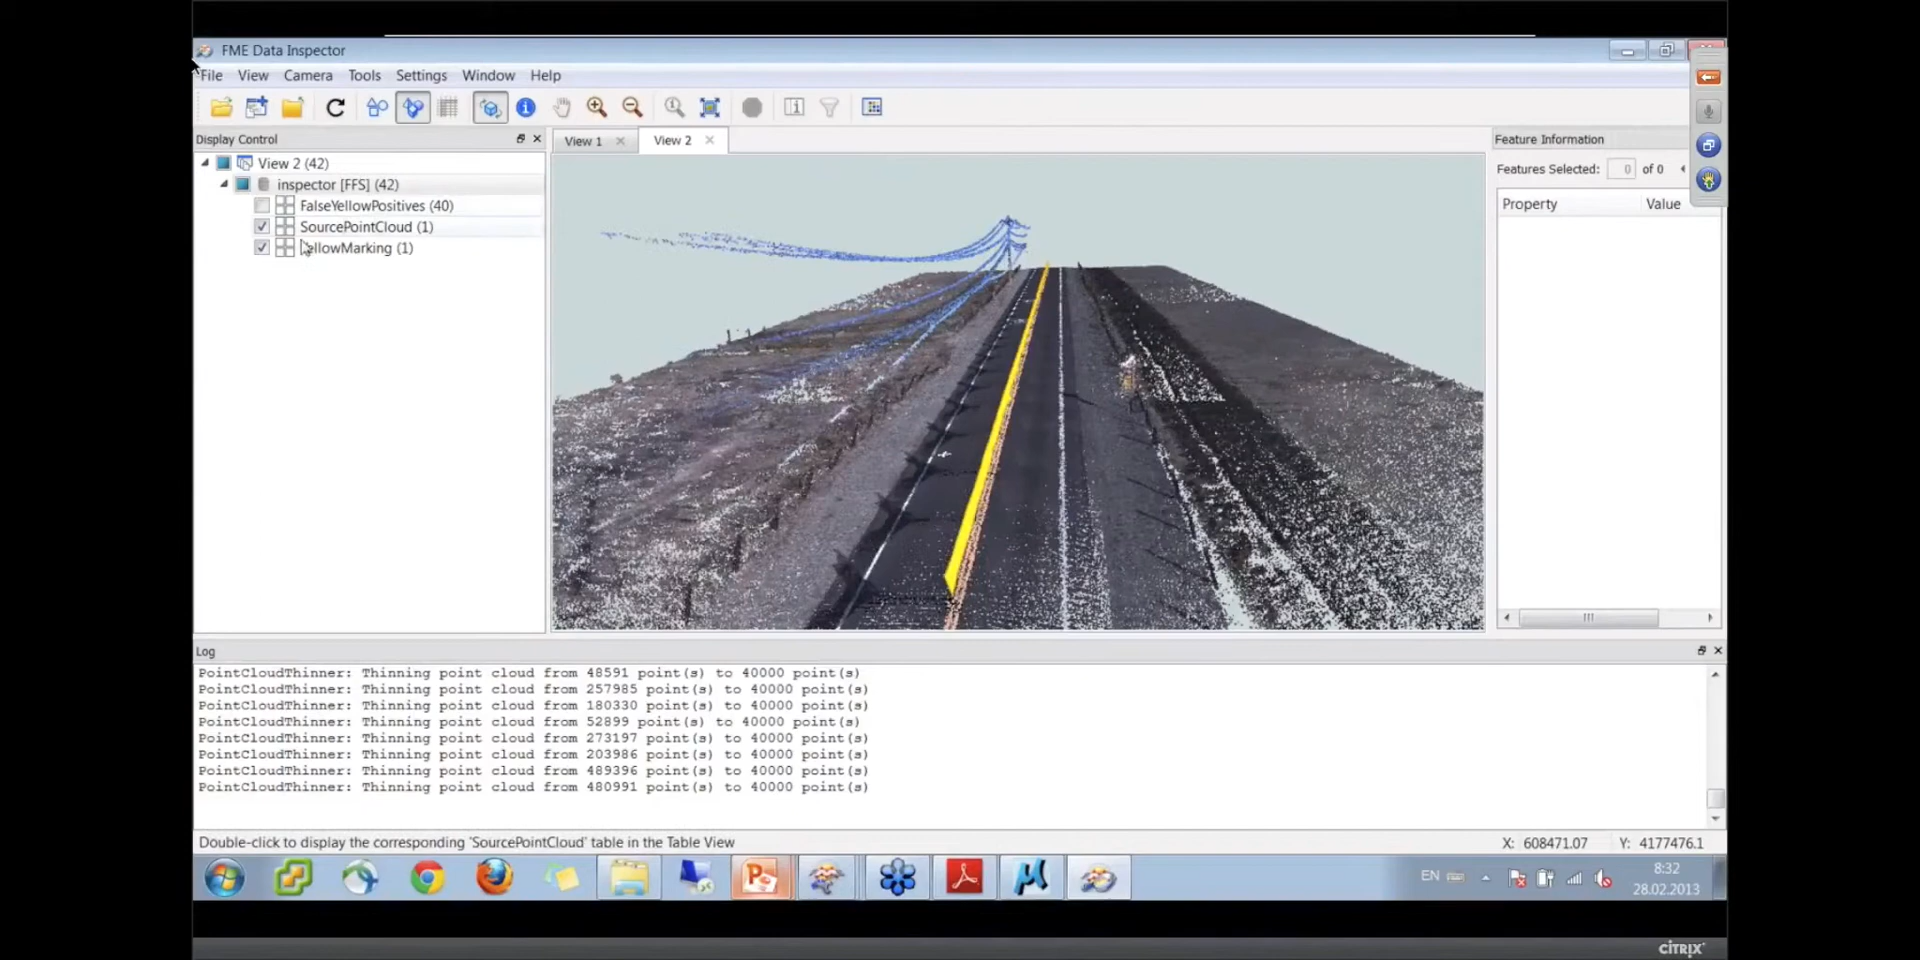 FME Data Inspector
File View Camera Tools Settings Window Help
Display Control
View 1
View 2
Feature Information
View 2 (42)
Features Selected: 0 of 0
inspector [FFS] (42)
FalseYellowPositives (40)
Property Value
SourcePointCloud (1)
ellowMarking (1)
Log
PointCloudThinner: Thinning point cloud from 48591 point(s) to 40000 point(s)
PointCloudThinner: Thinning point cloud from 257985 point(s) to 40000 point(s)
PointCloudThinner: Thinning point cloud from 180330 point(s) to 40000 point(s)
PointCloudThinner: Thinning point cloud from 52899 point(s) to 40000 point(s)
PointCloudThinner: Thinning point cloud from 273197 point(s) to 40000 point(s)
PointCloudThinner: Thinning point cloud from 203986 point(s) to 40000 point(s)
PointCloudThinner: Thinning point cloud from 489396 point(s) to 40000 point(s)
PointCloudThinner: Thinning point cloud from 480991 point(s) to 40000 point(s)
Double-click to display the corresponding 'SourcePointCloud' table in the Table View
X: 608471.07 Y: 4177476.1
EN
8:32
28.02.2013
CITRIX